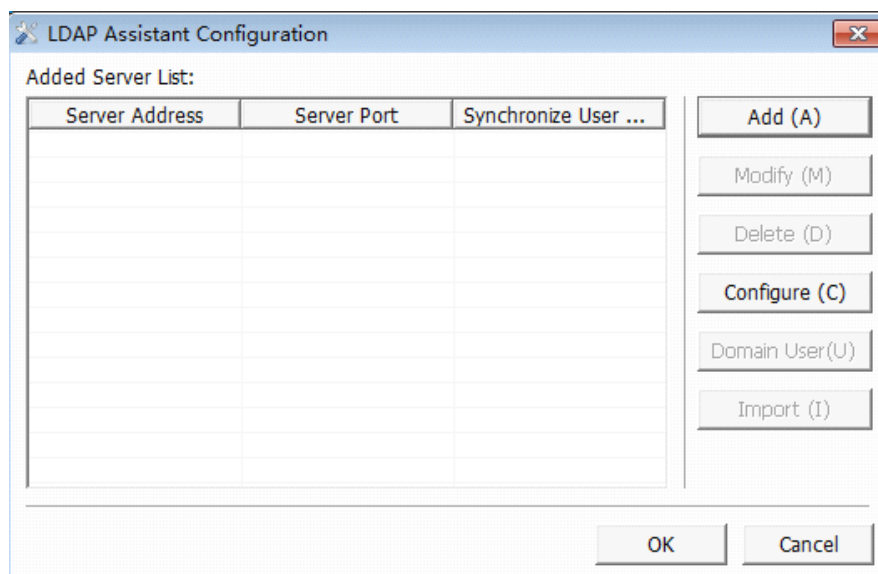 LDAP Assistant Configuration
Added Server List:
Server Address Server Port Synchronize User ...
Add (A)
Modify (M)
Delete (D)
Configure (C)
Domain User(U)
Import (I)
OK Cancel